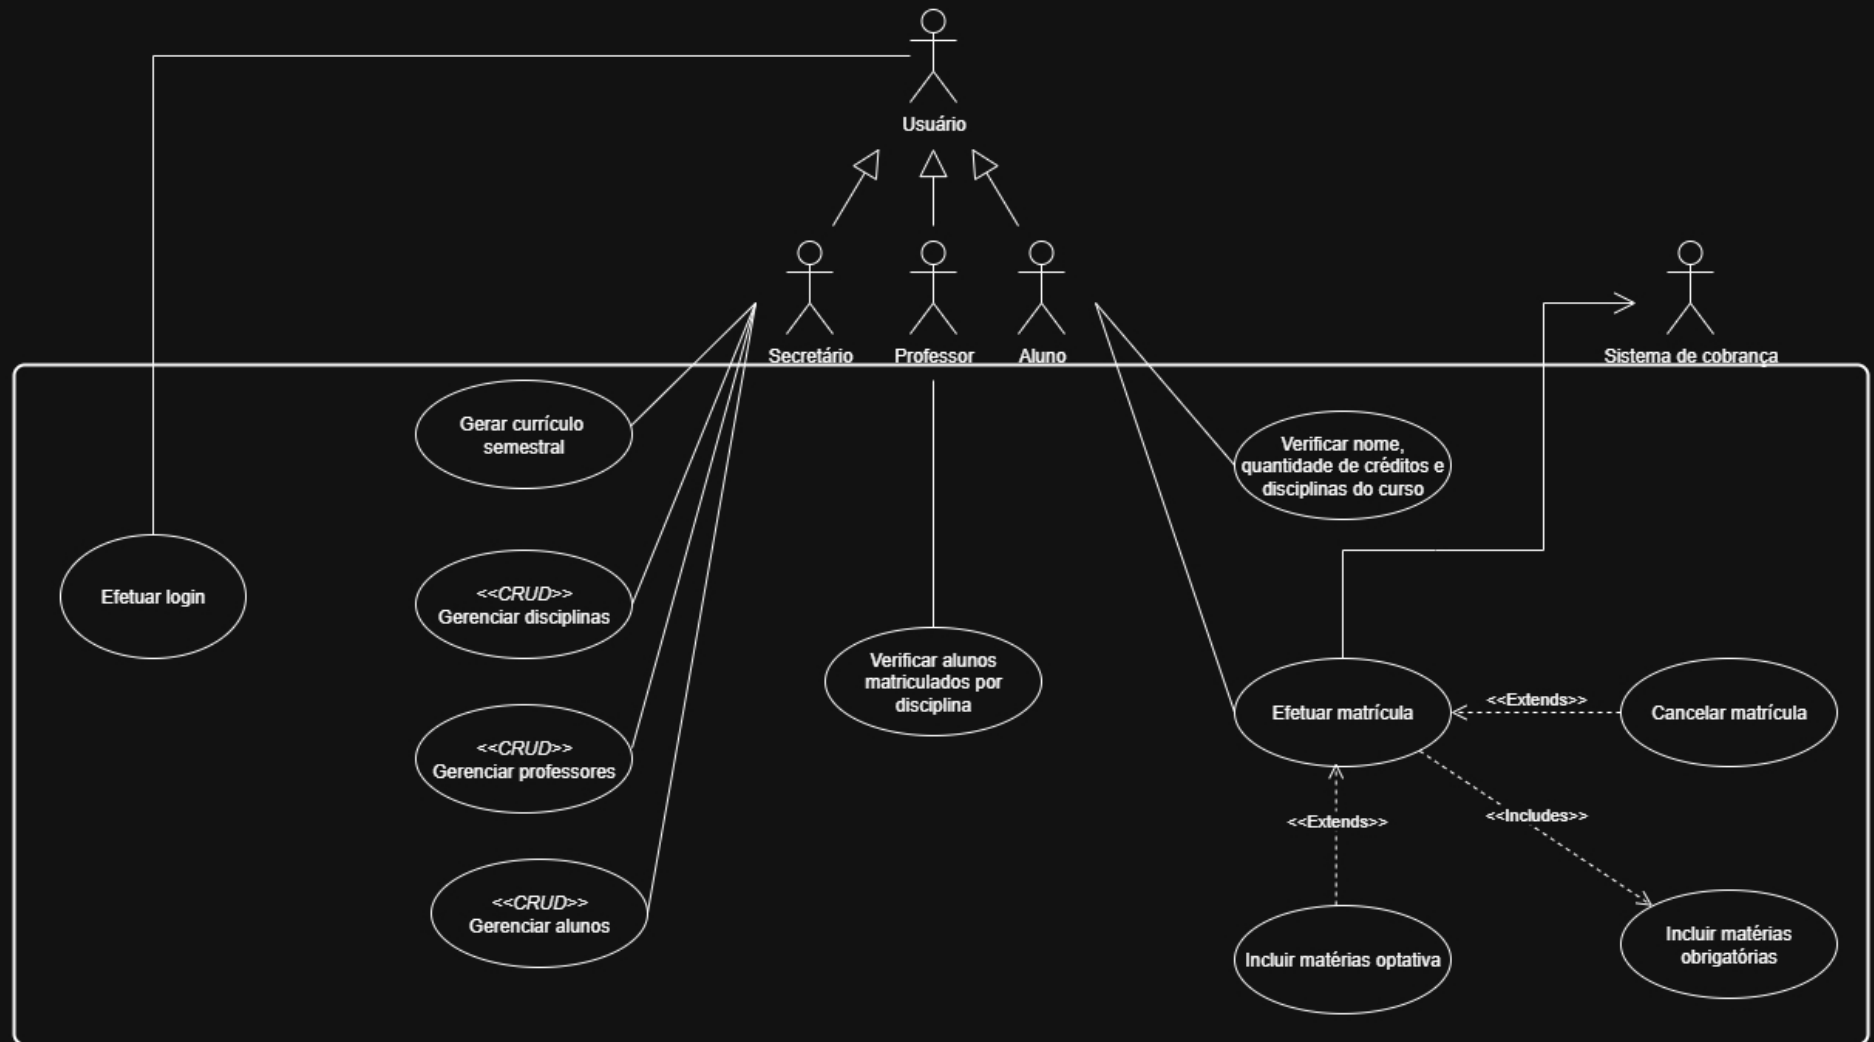 Usuário
Secretário
Professor
Aluno
Sistema de cobrança
Gerar currículo
semestral
Verificar nome,
quantidade de créditos e
disciplinas do curso
Efetuar login
<<CRUD>>
Gerenciar disciplinas
Verificar alunos
matriculados por
disciplina
Efetuar matrícula
<<Extends>>
Cancelar matrícula
<<CRUD>>
Gerenciar professores
<<Extends>>
<<Includes>>
<<CRUD>>
Gerenciar alunos
Incluir matérias optativa
Incluir matérias
obrigatórias